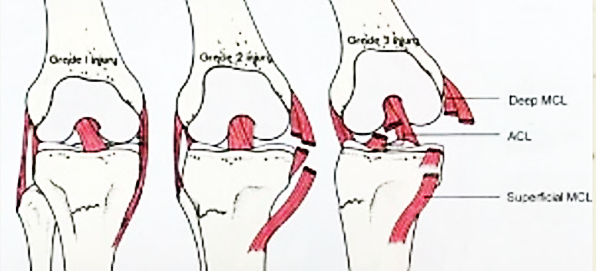 Grade 1 injury
Grade 2 injury
Grade 3 injury
Deep MCL
ACL
Superficial MCL